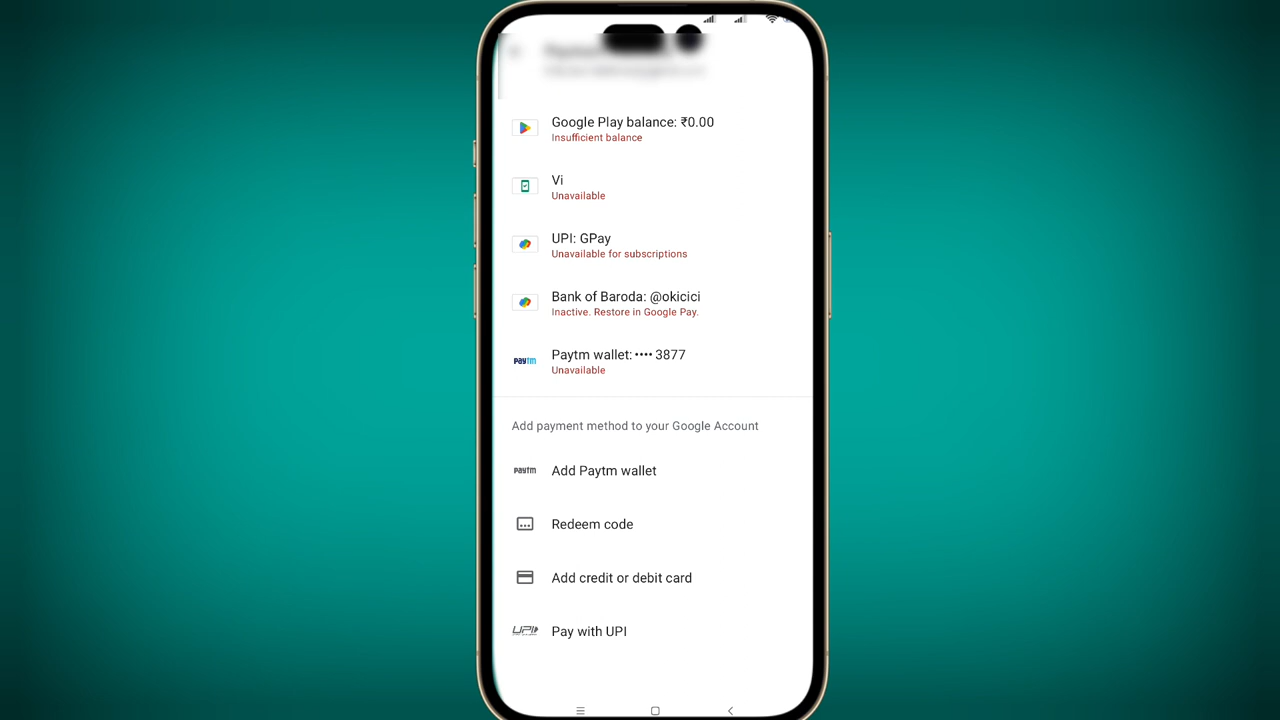 Google Play balance: ₹0.00
Insufficient balance
Vi
Unavailable
UPI: GPay
Unavailable for subscriptions
Bank of Baroda: @okicici
Inactive. Restore in Google Pay.
Paytm wallet: •••• 3877
Unavailable
Add payment method to your Google Account
Add Paytm wallet
Redeem code
Add credit or debit card
Pay with UPI